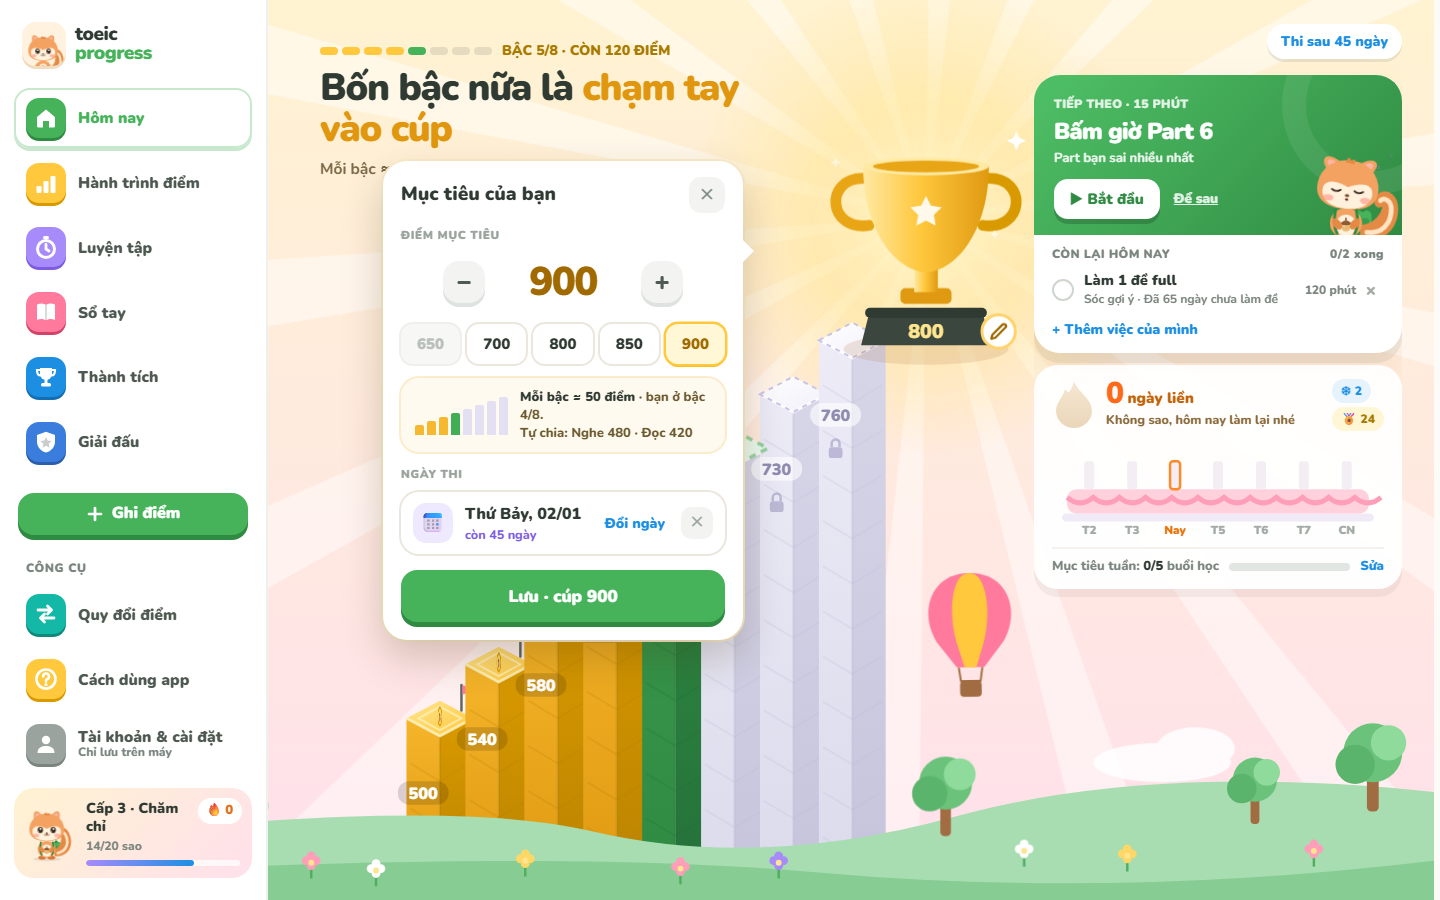 toeic
progress
Hôm nay
Hành trình điểm
Luyện tập
Sổ tay
Thành tích
Giải đấu
+ Ghi điểm
CÔNG CỤ
Quy đổi điểm
Cách dùng app
Tài khoản & cài đặt
Chỉ lưu trên máy
Cấp 3 · Chăm
chỉ
0
14/20 sao
BẬC 5/8 · CÒN 120 ĐIỂM
Bốn bậc nữa là chạm tay
vào cúp
Mỗi bậc ≈
Mục tiêu của bạn
ĐIỂM MỤC TIÊU
− 900 +
650 700 800 850 900
Mỗi bậc ≈ 50 điểm · bạn ở bậc
4/8.
Tự chia: Nghe 480 · Đọc 420
NGÀY THI
Thứ Bảy, 02/01
còn 45 ngày
Đổi ngày
Lưu · cúp 900
800
760
730
580
540
500
Thi sau 45 ngày
TIẾP THEO · 15 PHÚT
Bấm giờ Part 6
Part bạn sai nhiều nhất
Bắt đầu
Để sau
CÒN LẠI HÔM NAY 0/2 xong
Làm 1 đề full
Sóc gợi ý · Đã 65 ngày chưa làm đề
120 phút
+ Thêm việc của mình
0 ngày liền
Không sao, hôm nay làm lại nhé
2
24
T2 T3 Nay T5 T6 T7 CN
Mục tiêu tuần: 0/5 buổi học
Sửa